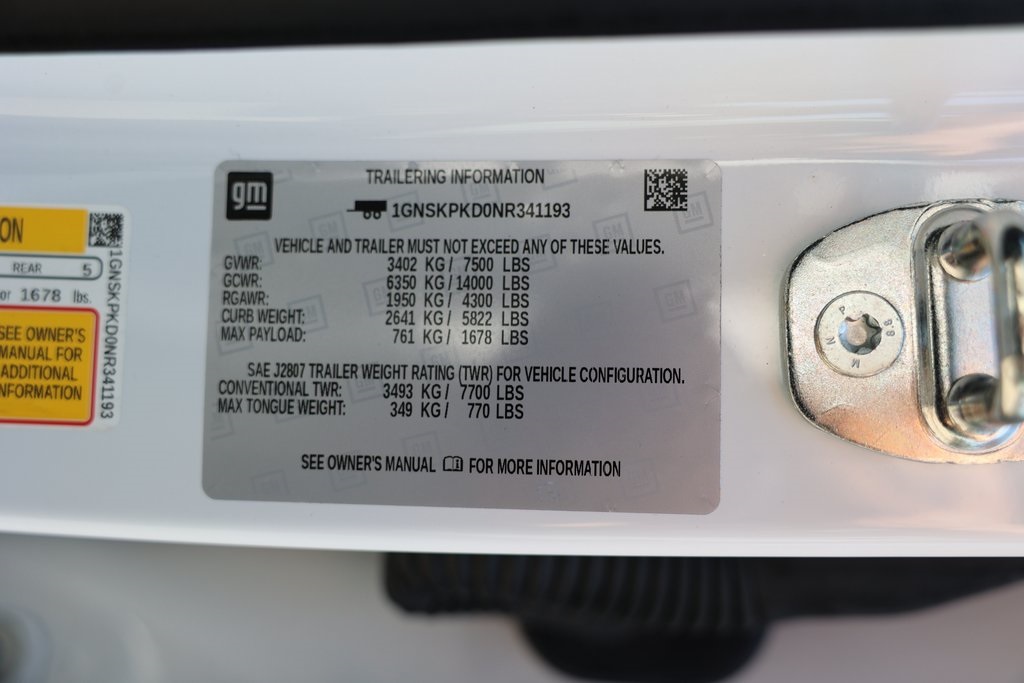 gm
TRAILERING INFORMATION
1GNSKPKD0NR341193
VEHICLE AND TRAILER MUST NOT EXCEED ANY OF THESE VALUES.
GVWR: 3402 KG / 7500 LBS
GCWR: 6350 KG / 14000 LBS
RGAWR: 1950 KG / 4300 LBS
CURB WEIGHT: 2641 KG / 5822 LBS
MAX PAYLOAD: 761 KG / 1678 LBS
SAE J2807 TRAILER WEIGHT RATING (TWR) FOR VEHICLE CONFIGURATION.
CONVENTIONAL TWR: 3493 KG / 7700 LBS
MAX TONGUE WEIGHT: 349 KG / 770 LBS
SEE OWNER'S MANUAL FOR MORE INFORMATION
ON
REAR 5
or 1678 lbs.
SEE OWNER'S
MANUAL FOR
ADDITIONAL
INFORMATION
1GNSKPKD0NR341193
P
8.8
M
N